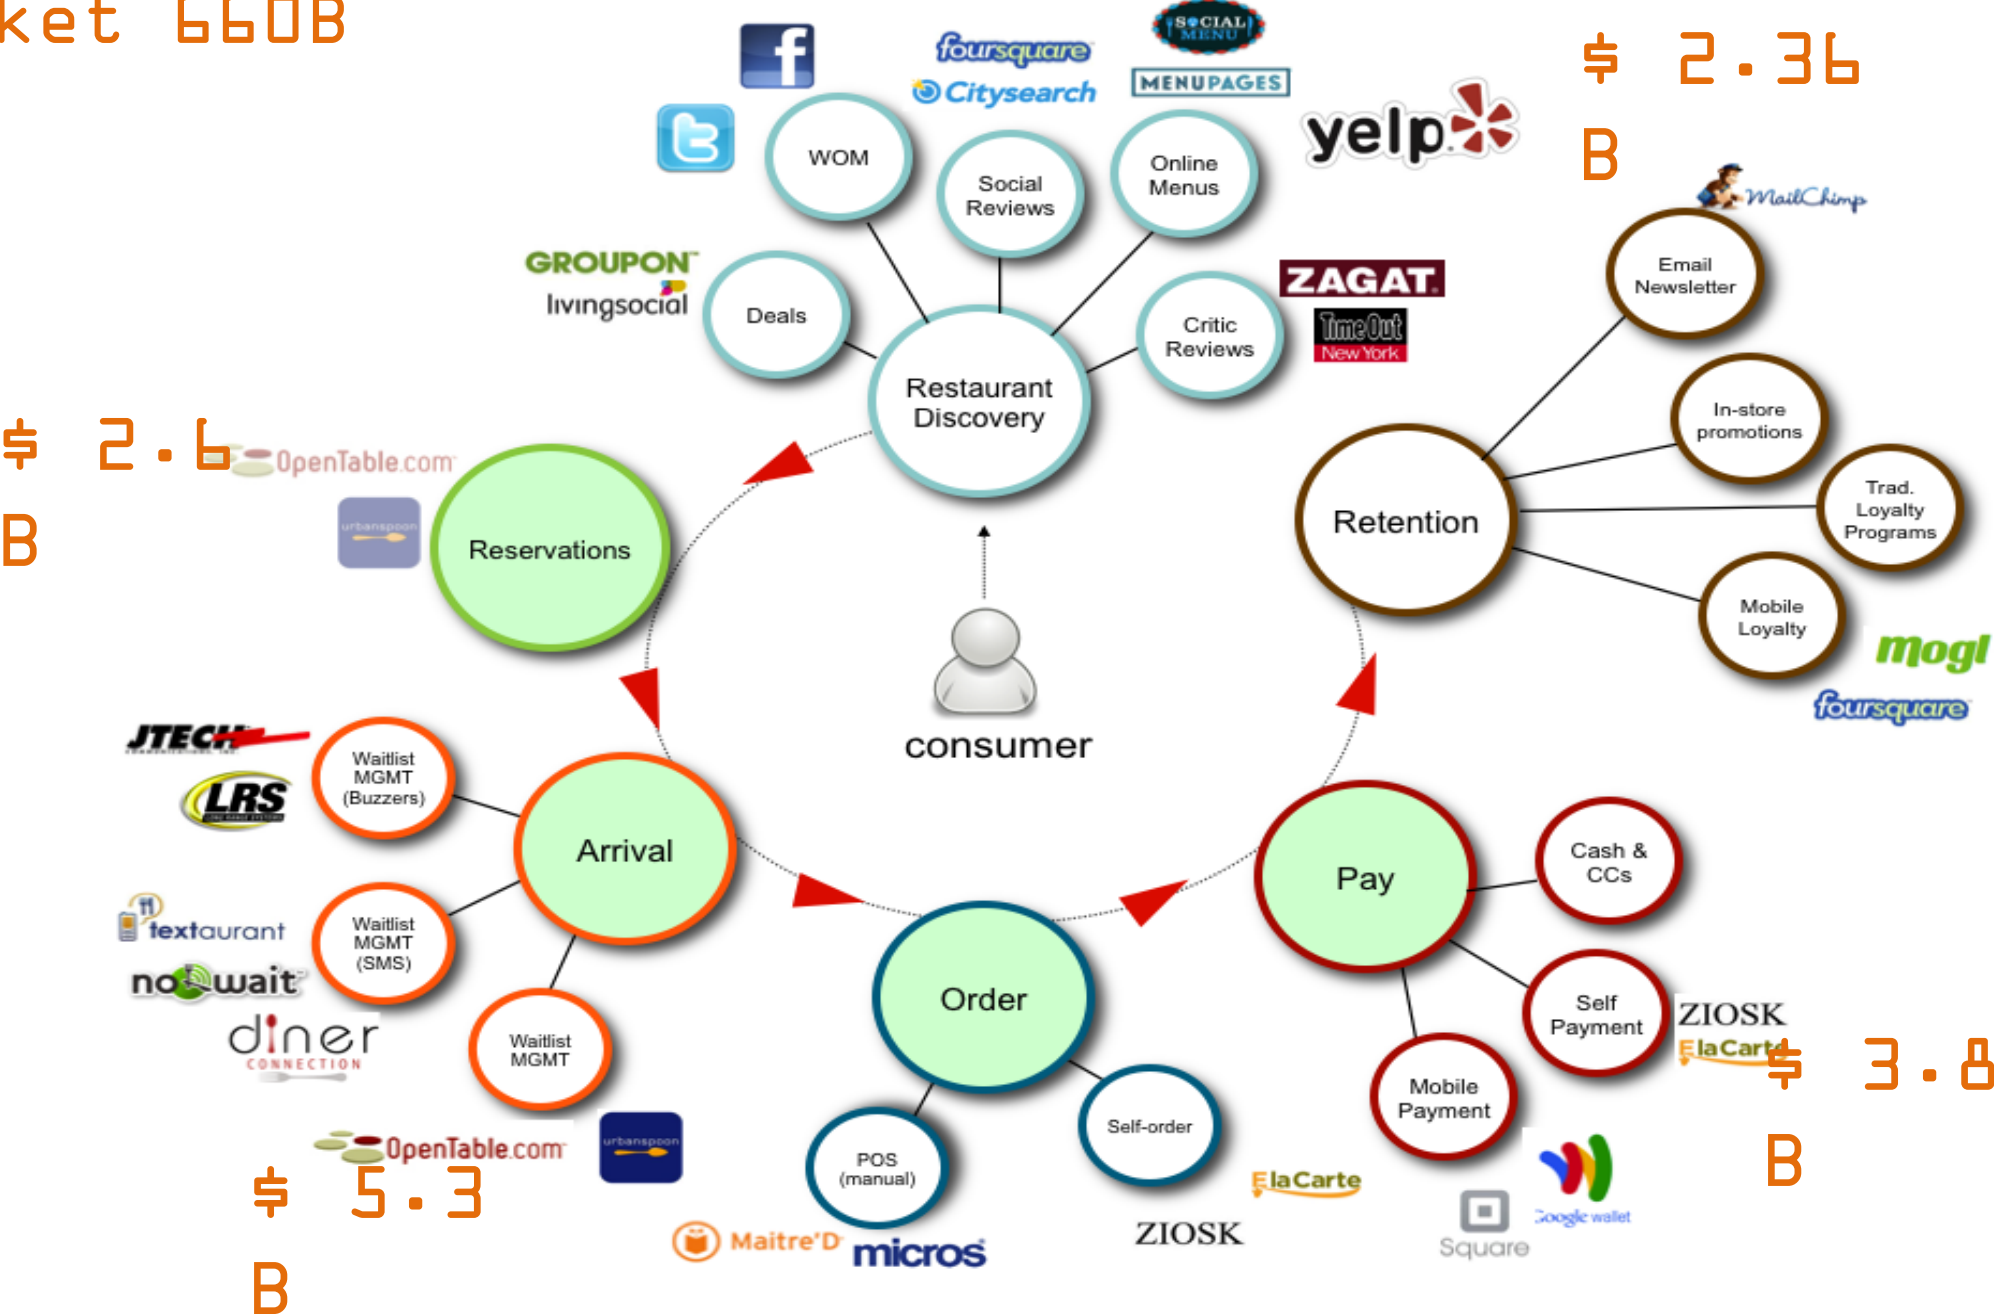 ket 660B
$ 2.36
B
SOCIAL
MENU
foursquare
Citysearch
MENUPAGES
yelp
MailChimp
WOM
Social
Reviews
Online
Menus
Email
Newsletter
GROUPON
livingsocial
Deals
Critic
Reviews
ZAGAT
TimeOut
New York
Restaurant
Discovery
In-store
promotions
$ 2.6
B
OpenTable.com
urbanspoon
Reservations
Retention
Trad.
Loyalty
Programs
Mobile
Loyalty
mogl
foursquare
consumer
JTECH
LRS
Waitlist
MGMT
(Buzzers)
Arrival
Pay
Cash &
CCs
textaurant
nowait
diner
CONNECTION
Waitlist
MGMT
(SMS)
Waitlist
MGMT
Order
Self
Payment
ZIOSK
ElaCarte
$ 3.8
B
Mobile
Payment
OpenTable.com
urbanspoon
$ 5.3
B
POS
(manual)
Self-order
ElaCarte
ZIOSK
Maitre'D
micros
Square
Google wallet